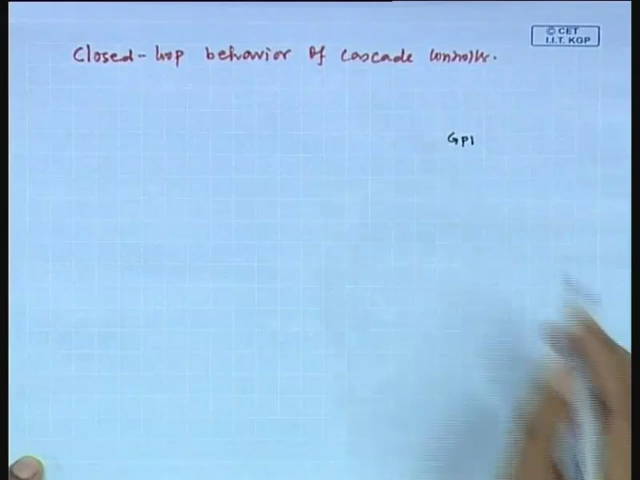 © CET
I.I.T. KGP
Closed-loop behavior of cascade controller.
GP1